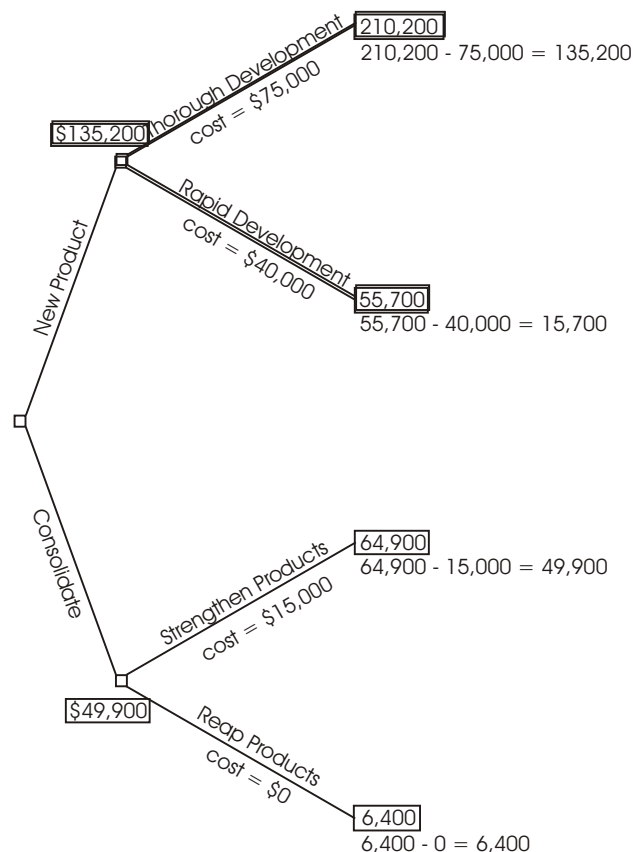 210,200
210,200 - 75,000 = 135,200
Thorough Development
cost = $75,000
$135,200
Rapid Development
cost = $40,000
New Product
55,700
55,700 - 40,000 = 15,700
Consolidate
64,900
64,900 - 15,000 = 49,900
Strengthen Products
cost = $15,000
$49,900
Reap Products
cost = $0
6,400
6,400 - 0 = 6,400